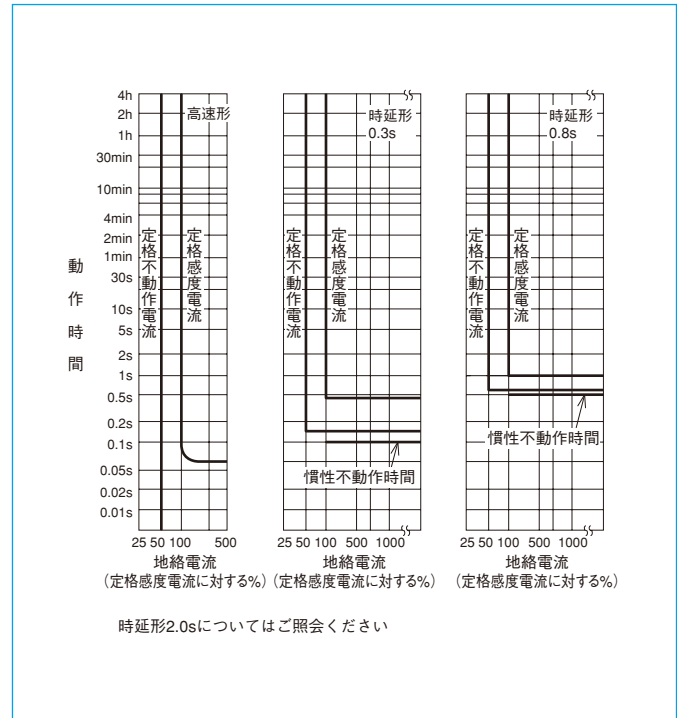 高速形
時延形
0.3s
時延形
0.8s
動作時間
4h
2h
1h
30min
10min
4min
2min
1min
30s
10s
5s
2s
1s
0.5s
0.2s
0.1s
0.05s
0.02s
0.01s
定格不動作電流
定格感度電流
定格不動作電流
定格感度電流
定格不動作電流
定格感度電流
慣性不動作時間
慣性不動作時間
25 50 100 500
25 50 100 500 1000
25 50 100 500 1000
地絡電流
(定格感度電流に対する%)
地絡電流
(定格感度電流に対する%)
地絡電流
(定格感度電流に対する%)
時延形2.0sについてはご照会ください